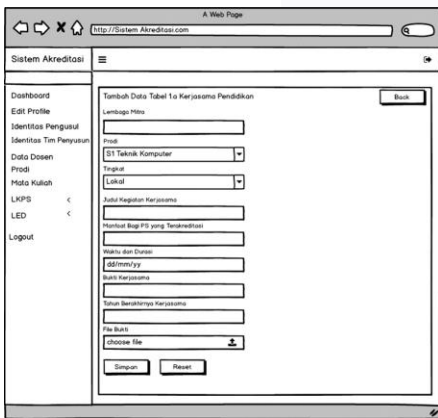 A Web Page
http://Sistem Akreditasi.com
Sistem Akreditasi
Dashboard
Edit Profile
Identitas Pengusul
Identitas Tim Penyusun
Data Dosen
Prodi
Mata Kuliah
LKPS <
LED <
Logout
Tambah Data Tabel 1a Kerjasama Pendidikan
Back
Lembaga Mitra
Prodi
S1 Teknik Komputer
Tingkat
Lokal
Judul Kegiatan Kerjasama
Manfaat Bagi PS yang Terakreditasi
Waktu dan Durasi
dd/mm/yy
Bukti Kerjasama
Tahun Berakhirnya Kerjasama
File Bukti
choose file
Simpan
Reset